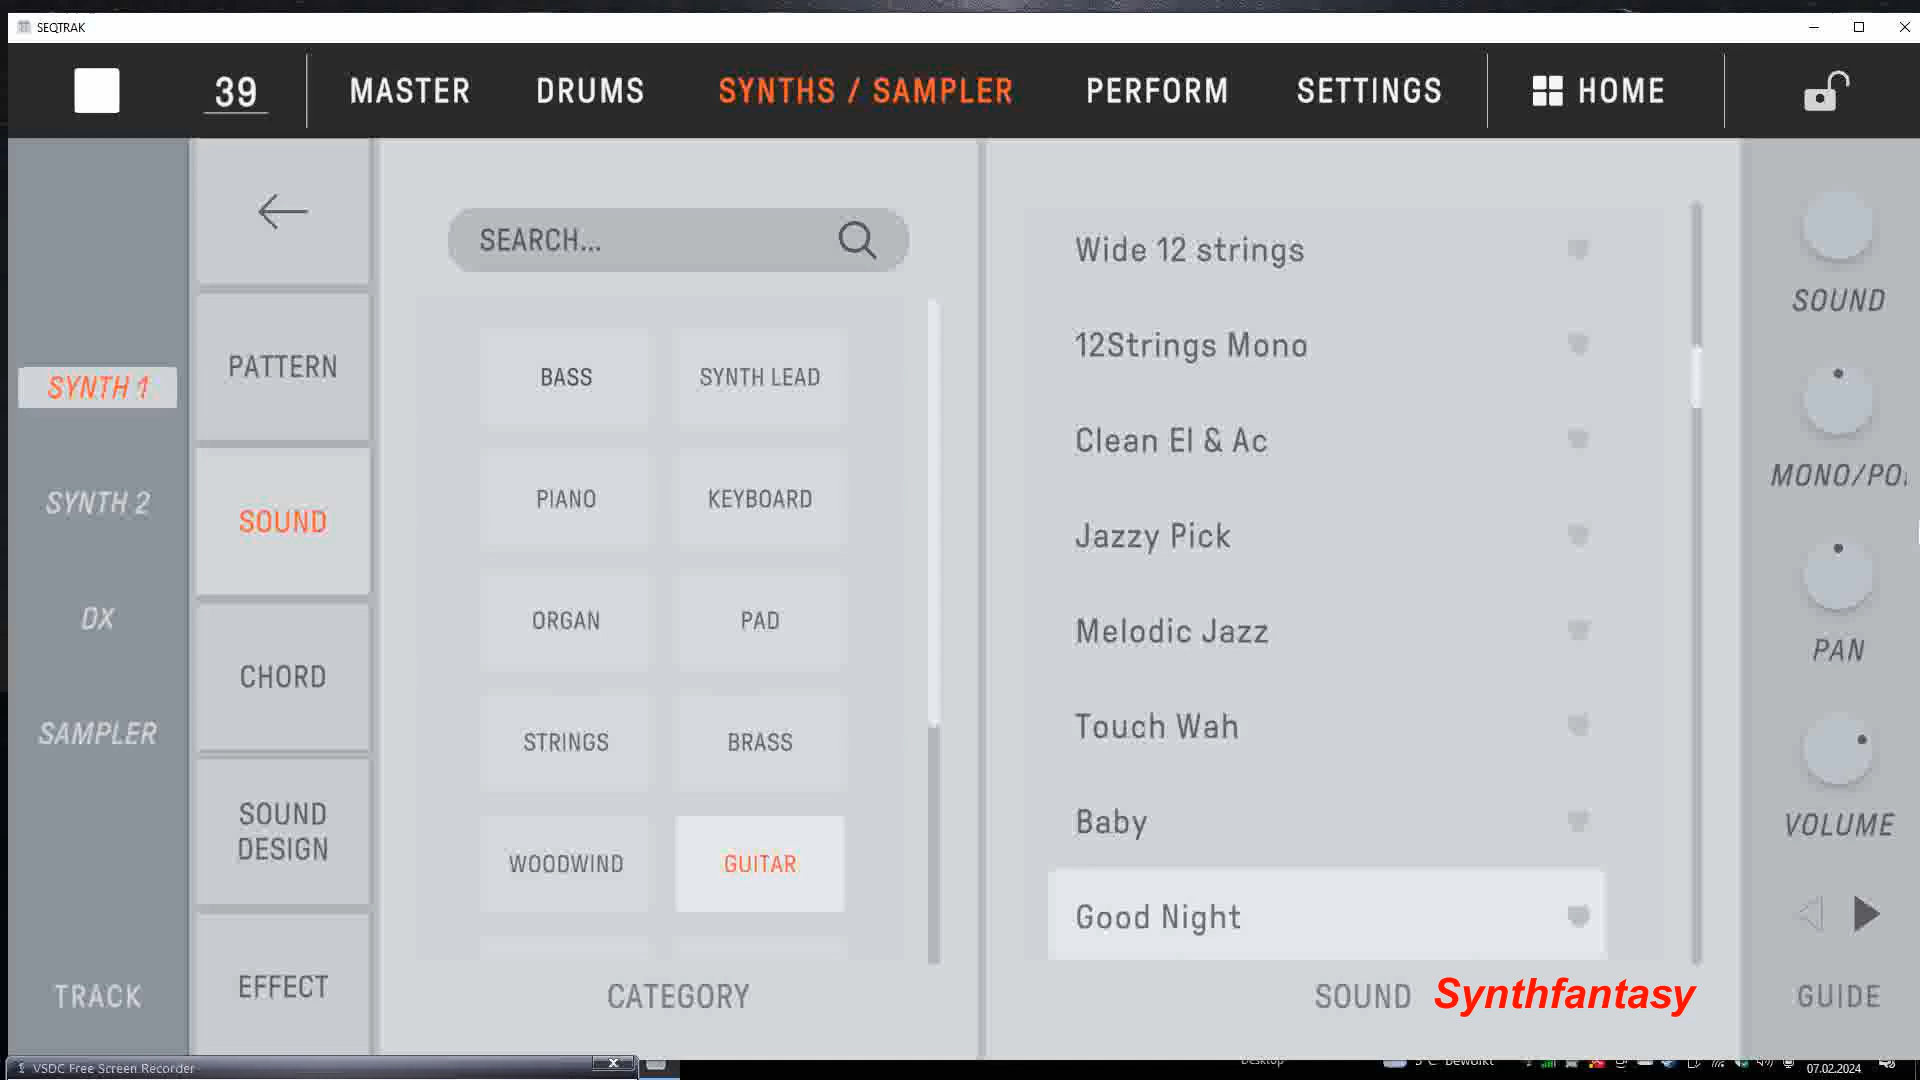 SEQTRAK
39
MASTER
DRUMS
SYNTHS / SAMPLER
PERFORM
SETTINGS
HOME
SYNTH 1
SYNTH 2
DX
SAMPLER
TRACK
PATTERN
SOUND
CHORD
SOUND
DESIGN
EFFECT
SEARCH...
BASS
SYNTH LEAD
PIANO
KEYBOARD
ORGAN
PAD
STRINGS
BRASS
WOODWIND
GUITAR
CATEGORY
Wide 12 strings
12Strings Mono
Clean El & Ac
Jazzy Pick
Melodic Jazz
Touch Wah
Baby
Good Night
SOUND
Synthfantasy
SOUND
MONO/PO
PAN
VOLUME
GUIDE
VSDC Free Screen Recorder
Desktop
5°C Bewölkt
07.02.2024